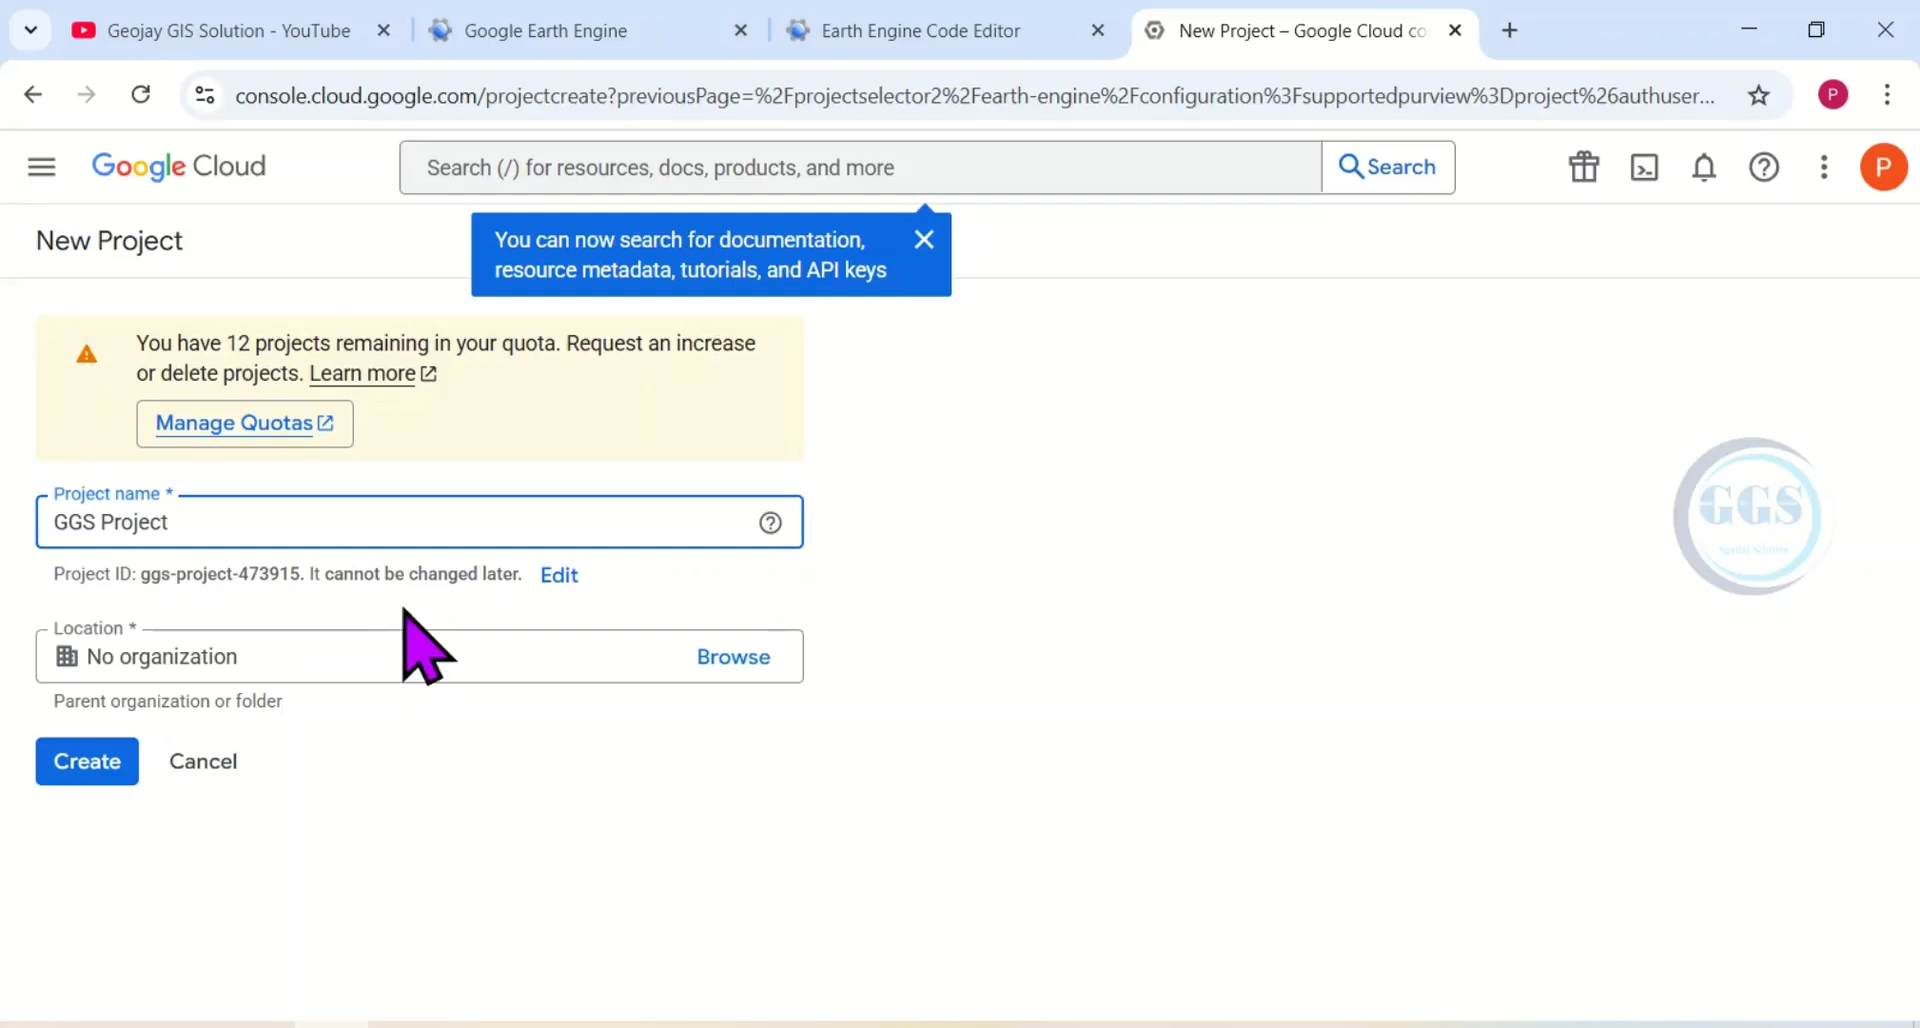 Geojay GIS Solution - YouTube
Google Earth Engine
Earth Engine Code Editor
New Project – Google Cloud co
console.cloud.google.com/projectcreate?previousPage=%2Fprojectselector2%2Fearth-engine%2Fconfiguration%3Fsupportedpurview%3Dproject%26authuser...
P
Google Cloud
Search (/) for resources, docs, products, and more
Search
P
New Project
You can now search for documentation,
resource metadata, tutorials, and API keys
You have 12 projects remaining in your quota. Request an increase
or delete projects. Learn more
Manage Quotas
Project name *
GGS Project
Project ID: ggs-project-473915. It cannot be changed later. Edit
Location *
No organization
Browse
Parent organization or folder
Create
Cancel
GGS
Spatial Solution